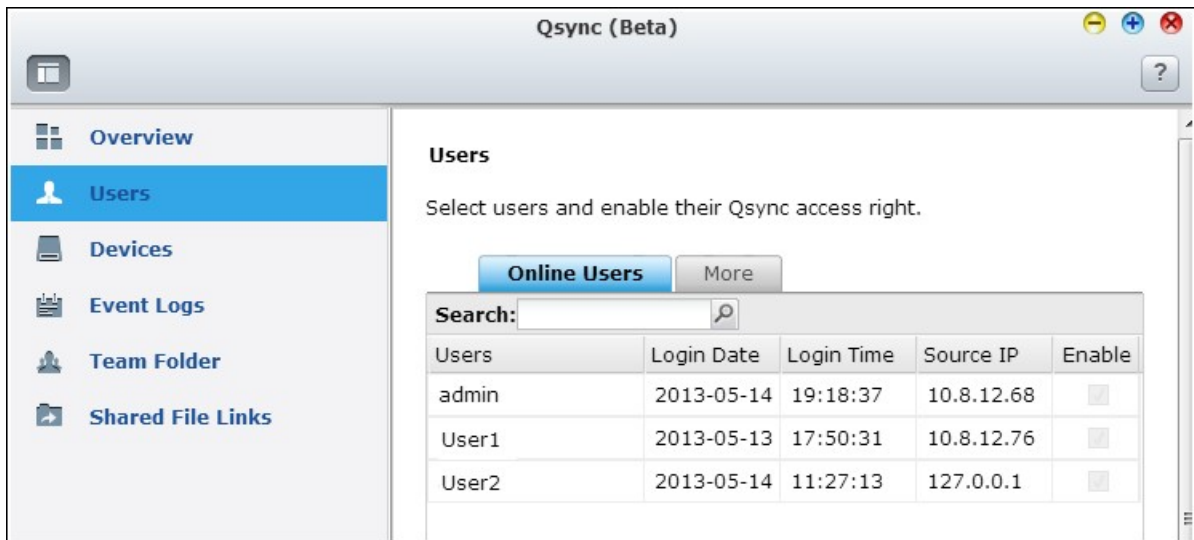 Qsync (Beta)
?
Overview
Users
Devices
Event Logs
Team Folder
Shared File Links
Users
Select users and enable their Qsync access right.
Online Users More
Search:
Users Login Date Login Time Source IP Enable
admin 2013-05-14 19:18:37 10.8.12.68
User1 2013-05-13 17:50:31 10.8.12.76
User2 2013-05-14 11:27:13 127.0.0.1